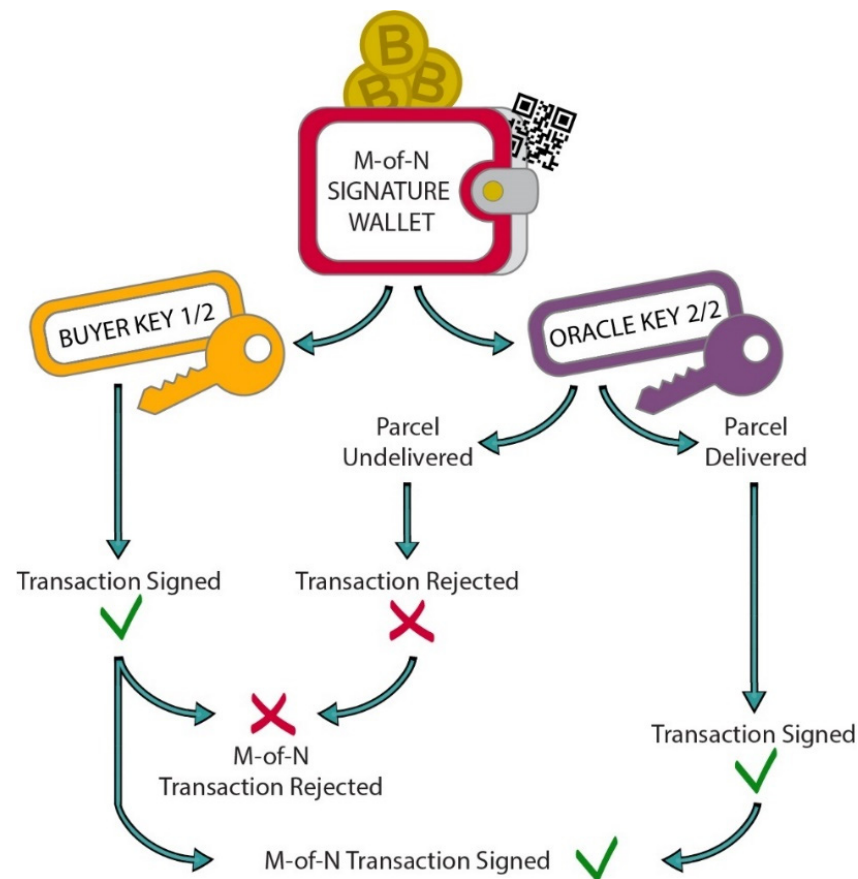 B
B
B
M-of-N
SIGNATURE
WALLET
BUYER KEY 1/2
ORACLE KEY 2/2
Parcel
Undelivered
Parcel
Delivered
Transaction Signed
Transaction Rejected
M-of-N
Transaction Rejected
Transaction Signed
M-of-N Transaction Signed